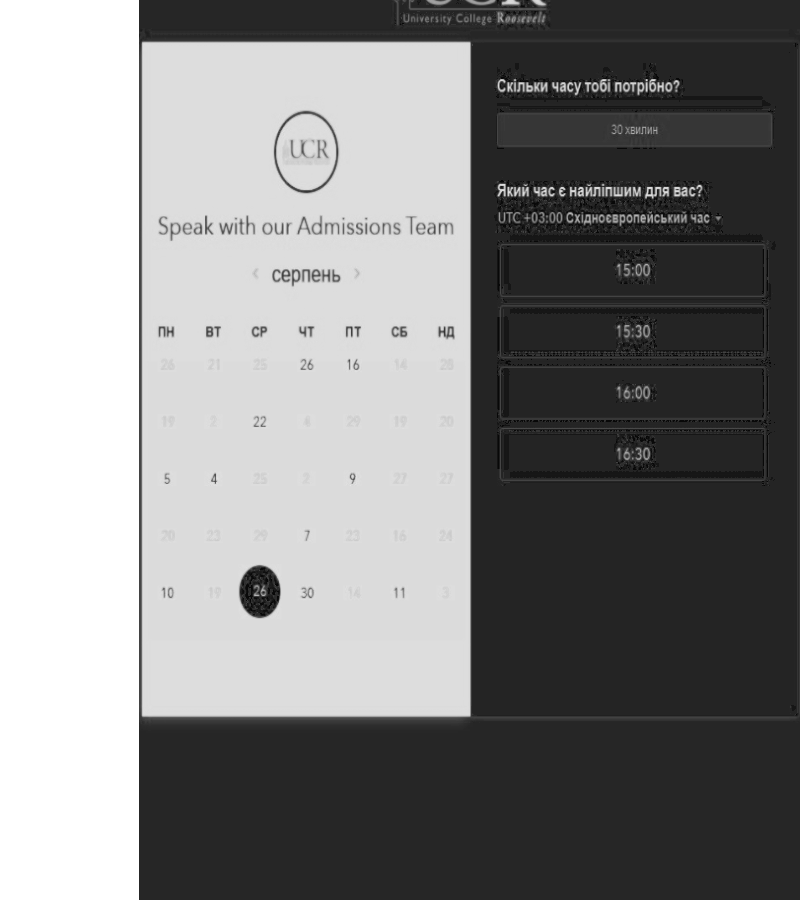 UCR
University College Roosevelt
UCR
Speak with our Admissions Team
‹ серпень ›
ПН ВТ СР ЧТ ПТ СБ НД
26 21 25 26 16 14 28
19 2 22 4 29 19 20
5 4 25 2 9 27 27
20 23 29 7 23 16 24
10 19 26 30 14 11 3
Скільки часу тобі потрібно?
30 хвилин
Який час є найліпшим для вас?
UTC +03:00 Східноєвропейський час
15:00
15:30
16:00
16:30